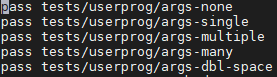 pass tests/userprog/args-none
pass tests/userprog/args-single
pass tests/userprog/args-multiple
pass tests/userprog/args-many
pass tests/userprog/args-dbl-space